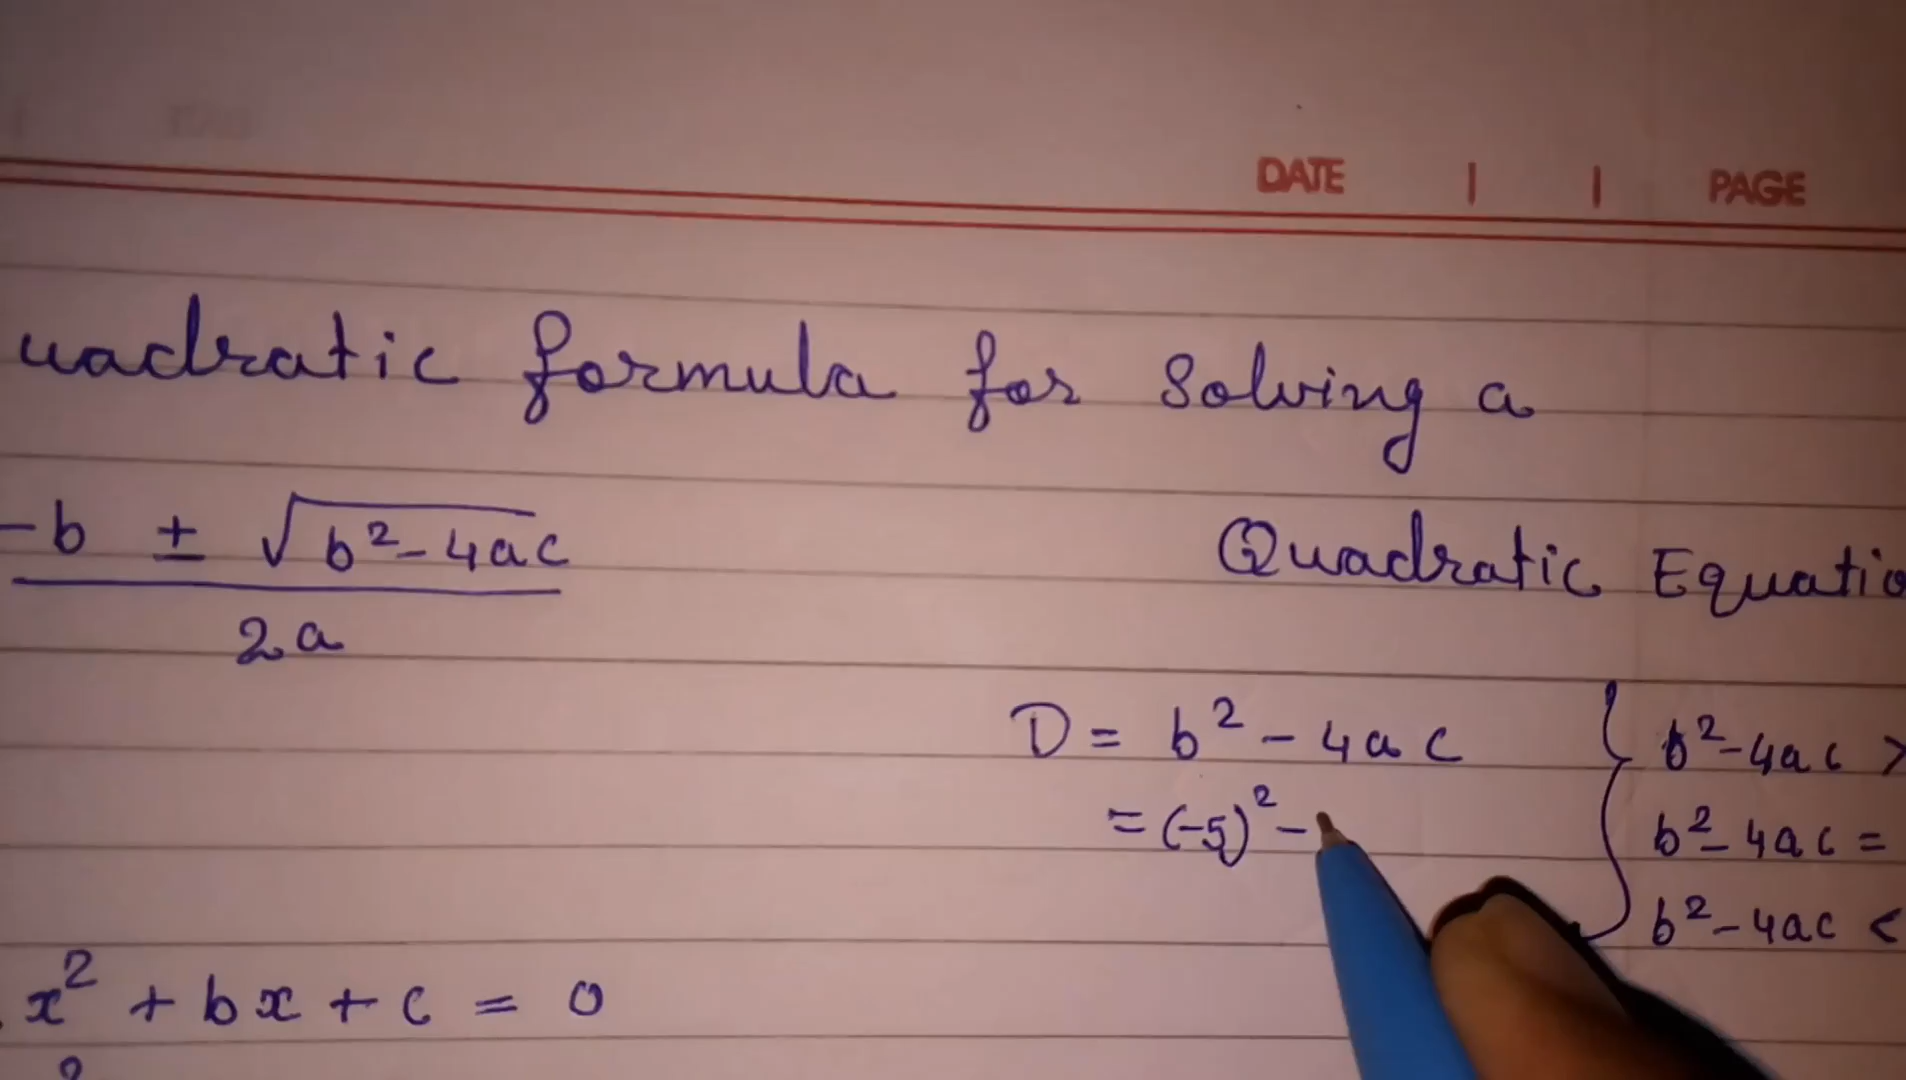 DATE | | PAGE
uadratic formula for solving a
-b ± √b²-4ac
2a
Quadratic Equatio
D = b² - 4ac
= (-5)² -
b²-4ac >
b²-4ac =
b²-4ac <
x² + bx + c = 0
2